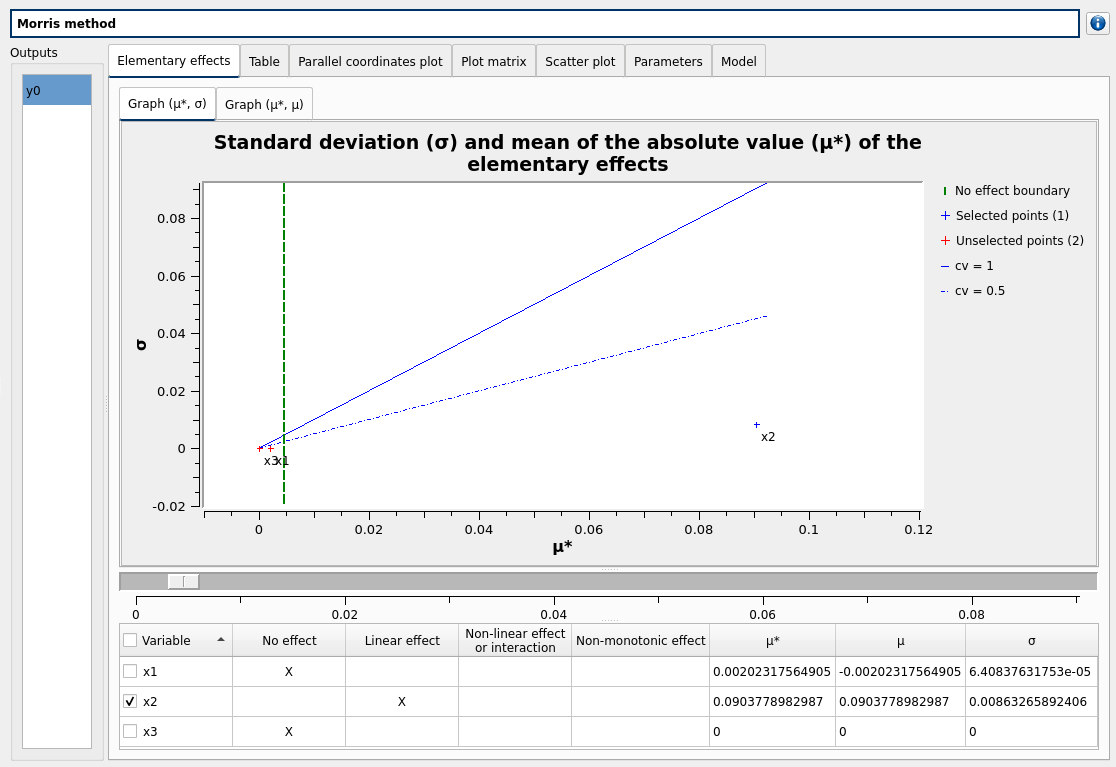 Morris method
Outputs
y0
Elementary effects
Table
Parallel coordinates plot
Plot matrix
Scatter plot
Parameters
Model
Graph (μ*, σ)
Graph (μ*, μ)
Standard deviation (σ) and mean of the absolute value (μ*) of the
elementary effects
No effect boundary
Selected points (1)
Unselected points (2)
cv = 1
cv = 0.5
σ
0.08
0.06
0.04
0.02
0
-0.02
x3
x1
x2
0
0.02
0.04
0.06
0.08
0.1
0.12
μ*
0
0.02
0.04
0.06
0.08
Variable
No effect
Linear effect
Non-linear effect
or interaction
Non-monotonic effect
μ*
μ
σ
x1 X 0.00202317564905 -0.00202317564905 6.40837631753e-05
x2 X 0.0903778982987 0.0903778982987 0.00863265892406
x3 X 0 0 0